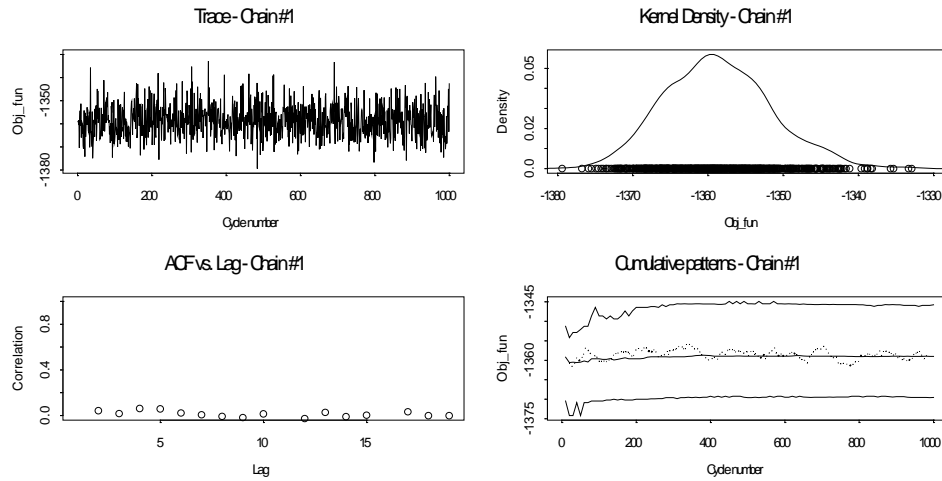 Trace - Chain #1
Obj_fun
-1350
-1380
0 200 400 600 800 1000
Cycle number
Kernel Density - Chain #1
Density
0.05
0.02
0.0
-1380 -1370 -1360 -1350 -1340 -1330
Obj_fun
ACF vs. Lag - Chain #1
Correlation
0.8
0.4
0.0
5 10 15
Lag
Cumulative patterns - Chain #1
Obj_fun
-1345
-1360
-1375
0 200 400 600 800 1000
Cycle number